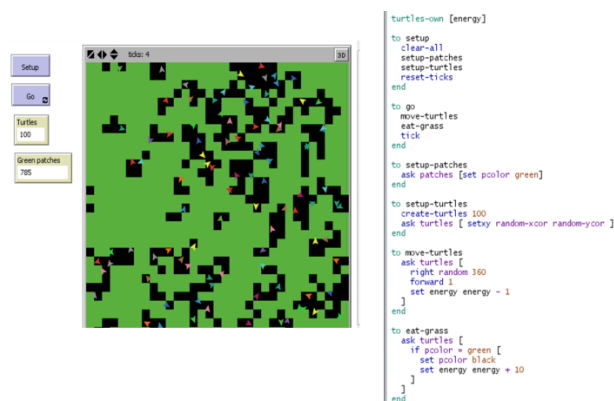 ticks: 4
3D
Setup
Go
Turtles
100
Green patches
785
turtles-own [energy]
to setup
clear-all
setup-patches
setup-turtles
reset-ticks
end
to go
move-turtles
eat-grass
tick
end
to setup-patches
ask patches [set pcolor green]
end
to setup-turtles
create-turtles 100
ask turtles [ setxy random-xcor random-ycor ]
end
to move-turtles
ask turtles [
right random 360
forward 1
set energy energy - 1
]
end
to eat-grass
ask turtles [
if pcolor = green [
set pcolor black
set energy energy + 10
]
]
end